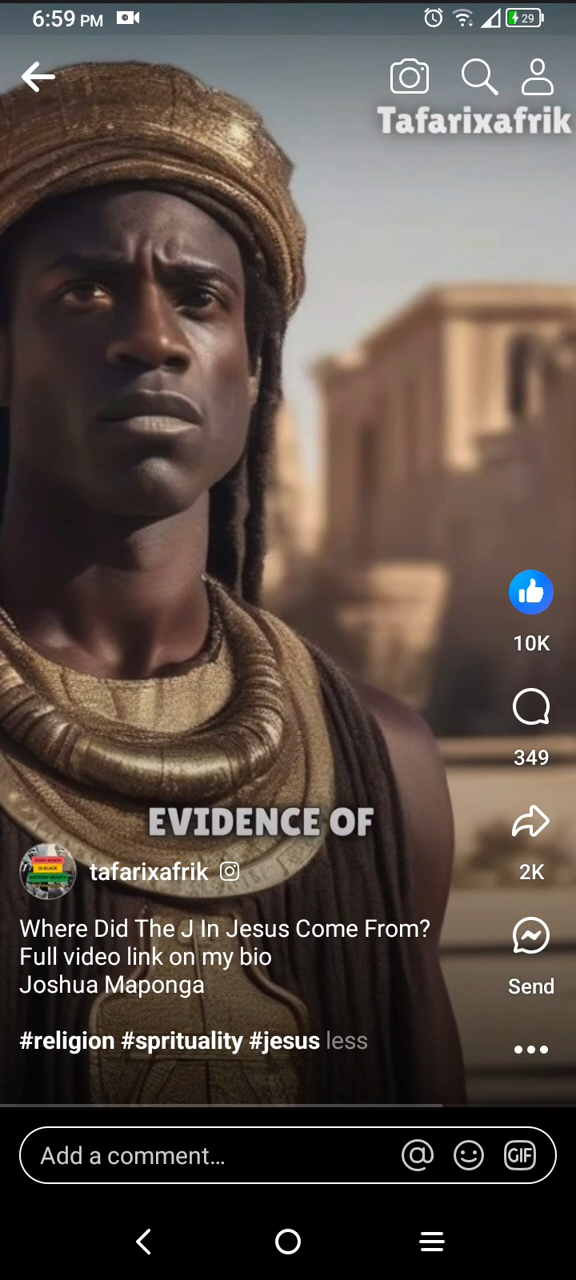 6:59 PM
29
Tafarixafrik
10K
349
EVIDENCE OF
tafarixafrik
2K
Where Did The J In Jesus Come From?
Full video link on my bio
Joshua Maponga
Send
#religion #sprituality #jesus less
Add a comment...
GIF